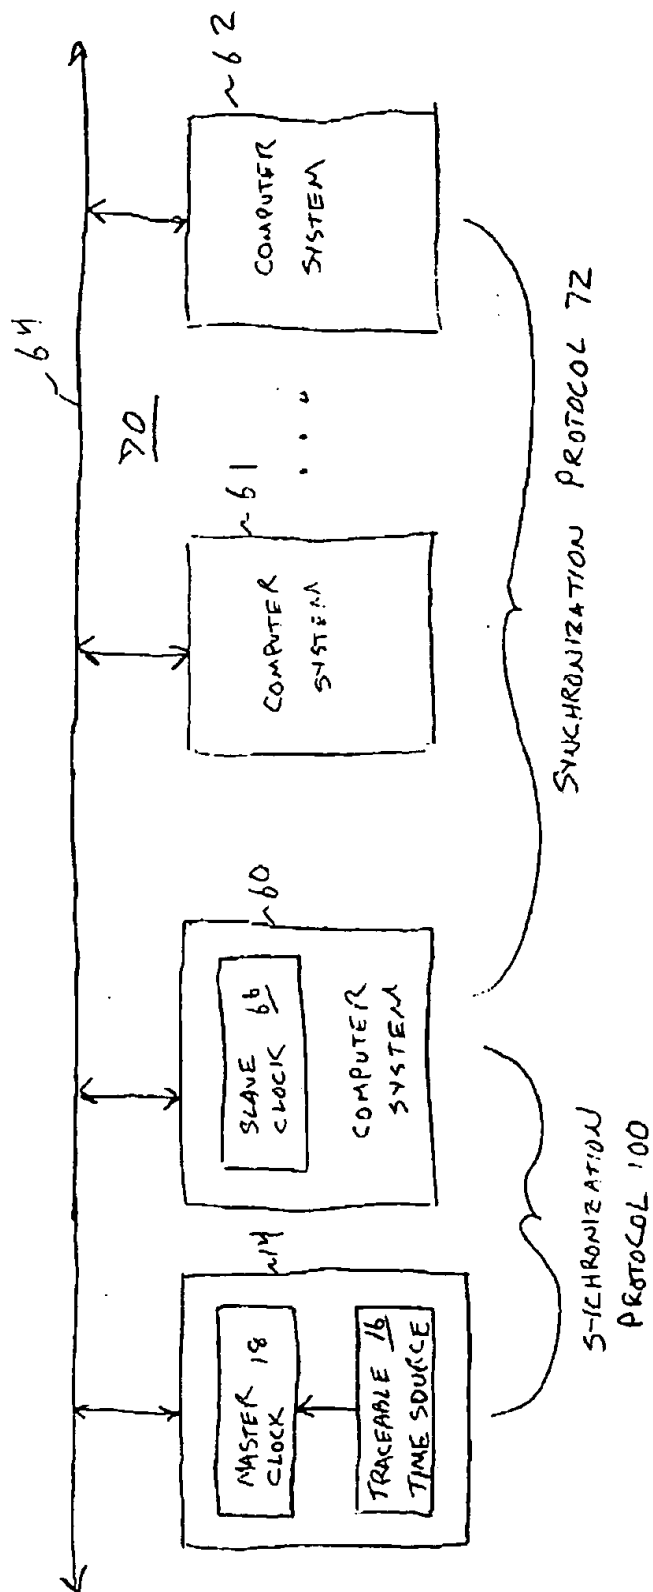 64
70
MASTER 18
CLOCK
TRACEABLE 16
TIME SOURCE
~14
SLAVE
CLOCK 66
COMPUTER
SYSTEM
~60
COMPUTER
SYSTEM
~61
...
COMPUTER
SYSTEM
~62
PROTOCOL 100
SYNCHRONIZATION PROTOCOL 72